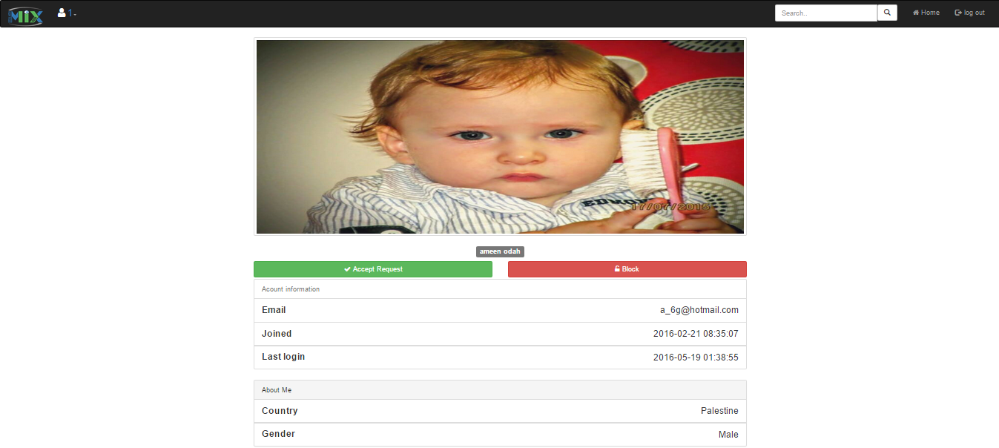 MiX 1 Search.. Home log out
EDMO
17/07/2015
ameen odah
Accept Request Block
Acount information
Email a_6g@hotmail.com
Joined 2016-02-21 08:35:07
Last login 2016-05-19 01:38:55
About Me
Country Palestine
Gender Male